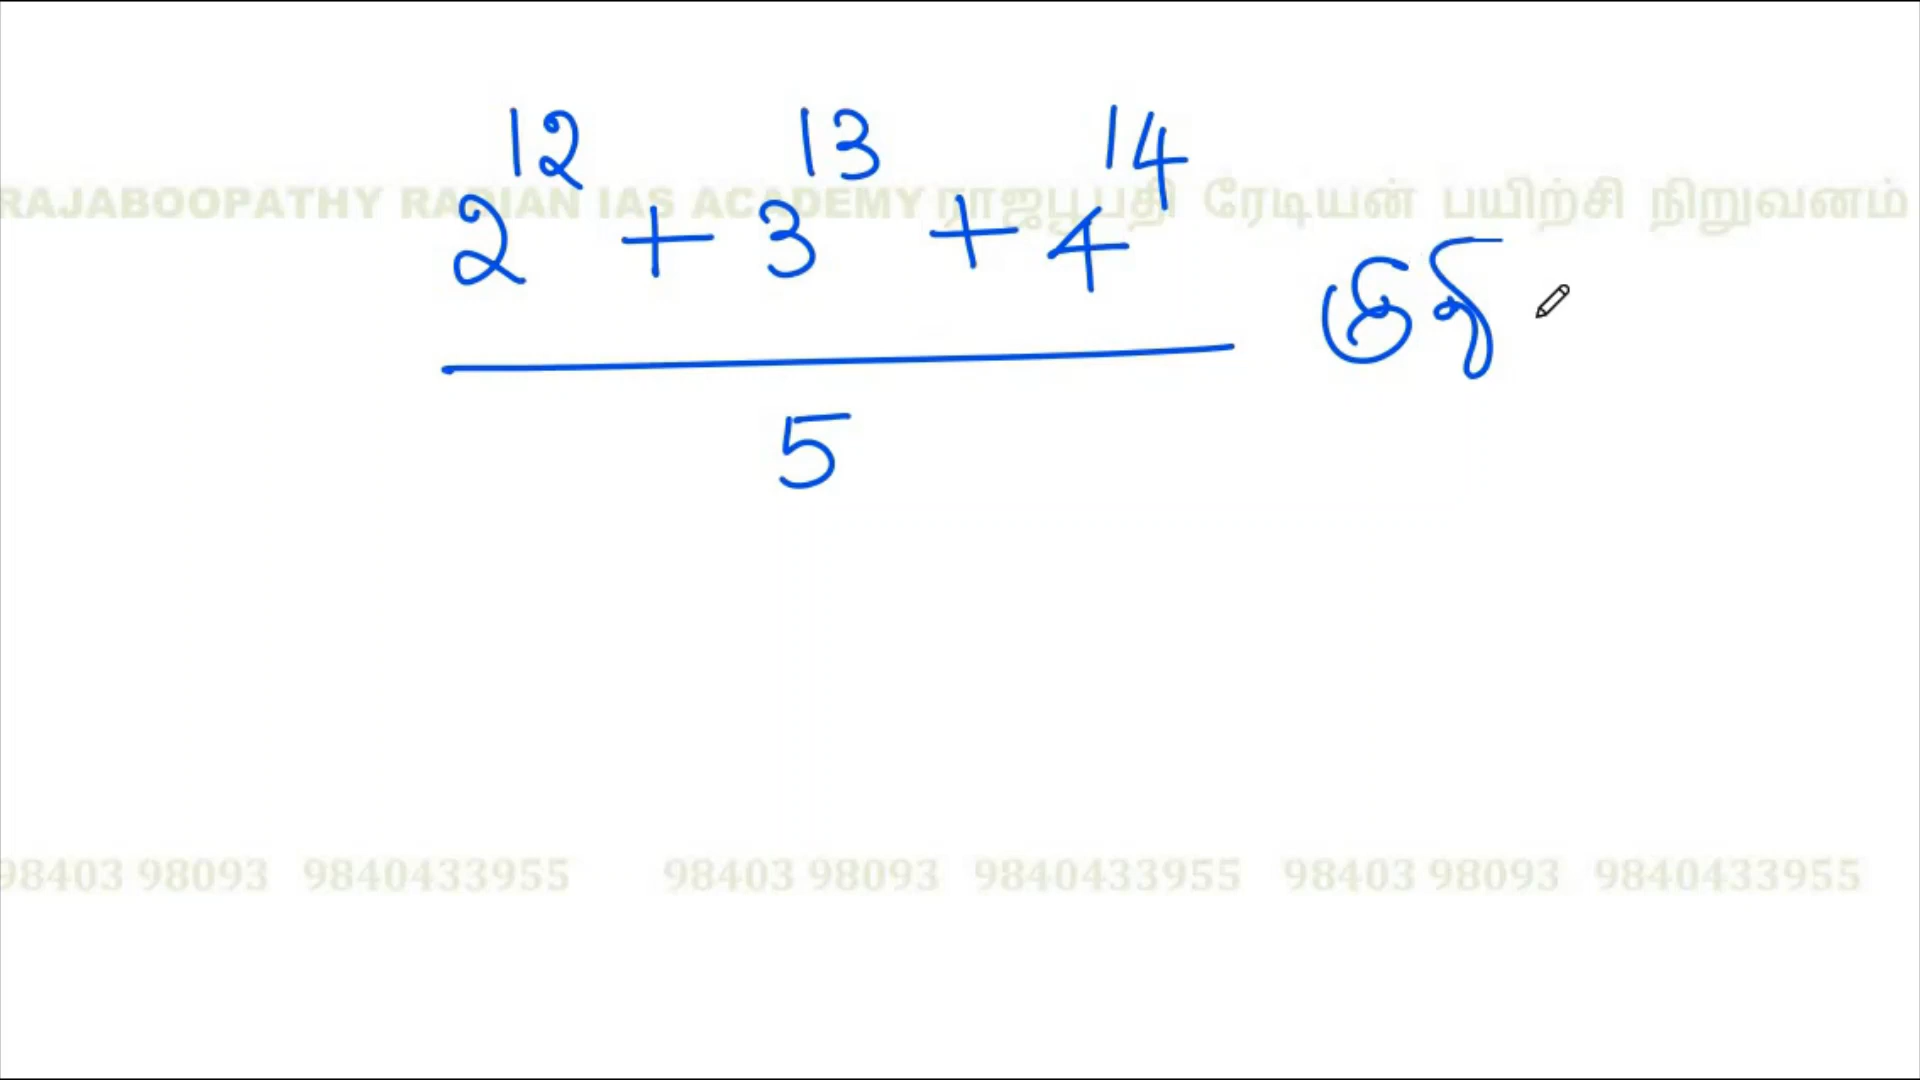 RAJABOOPATHY RADIAN IAS ACADEMY ராஜபூபதி ரேடியன் பயிற்சி நிறுவனம்
2^12 + 3^13 + 4^14
5
98403 98093 9840433955 98403 98093 9840433955 98403 98093 9840433955